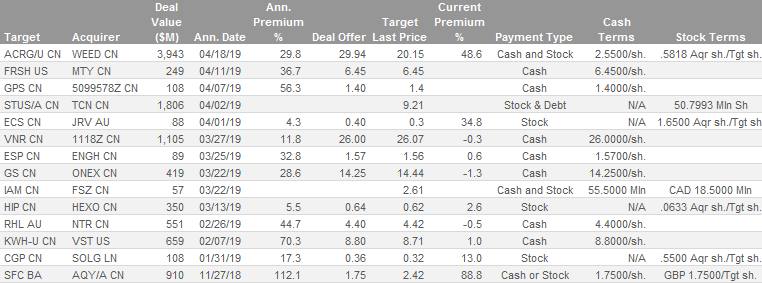 Deal Ann. Target Current
Value Premium Last Premium Cash
Target Acquirer ($M) Ann. Date % Deal Offer Price % Payment Type Terms Stock Terms
ACRG/U CN WEED CN 3,943 04/18/19 29.8 29.94 20.15 48.6 Cash and Stock 2.5500/sh. .5818 Aqr sh./Tgt sh.
FRSH US MTY CN 249 04/11/19 36.7 6.45 6.45 Cash 6.4500/sh.
GPS CN 5099578Z CN 108 04/07/19 56.3 1.40 1.4 Cash 1.4000/sh.
STUS/A CN TCN CN 1,806 04/02/19 9.21 Stock & Debt N/A 50.7993 Mln Sh
ECS CN JRV AU 88 04/01/19 4.3 0.40 0.3 34.8 Stock N/A 1.6500 Aqr sh./Tgt sh.
VNR CN 1118Z CN 1,105 03/27/19 11.8 26.00 26.07 -0.3 Cash 26.0000/sh.
ESP CN ENGH CN 89 03/25/19 32.8 1.57 1.56 0.6 Cash 1.5700/sh.
GS CN ONEX CN 419 03/22/19 28.6 14.25 14.44 -1.3 Cash 14.2500/sh.
IAM CN FSZ CN 57 03/22/19 2.61 Cash and Stock 55.5000 Mln CAD 18.5000 Mln
HIP CN HEXO CN 350 03/13/19 5.5 0.64 0.62 2.6 Stock N/A .0633 Aqr sh./Tgt sh.
RHL AU NTR CN 551 02/26/19 44.7 4.40 4.42 -0.5 Cash 4.4000/sh.
KWH-U CN VST US 659 02/07/19 70.3 8.80 8.71 1.0 Cash 8.8000/sh.
CGP CN SOLG LN 108 01/31/19 17.3 0.36 0.32 13.0 Stock N/A .5500 Aqr sh./Tgt sh.
SFC BA AQY/A CN 910 11/27/18 112.1 1.75 2.42 88.8 Cash or Stock 1.7500/sh. GBP 1.7500/Tgt sh.